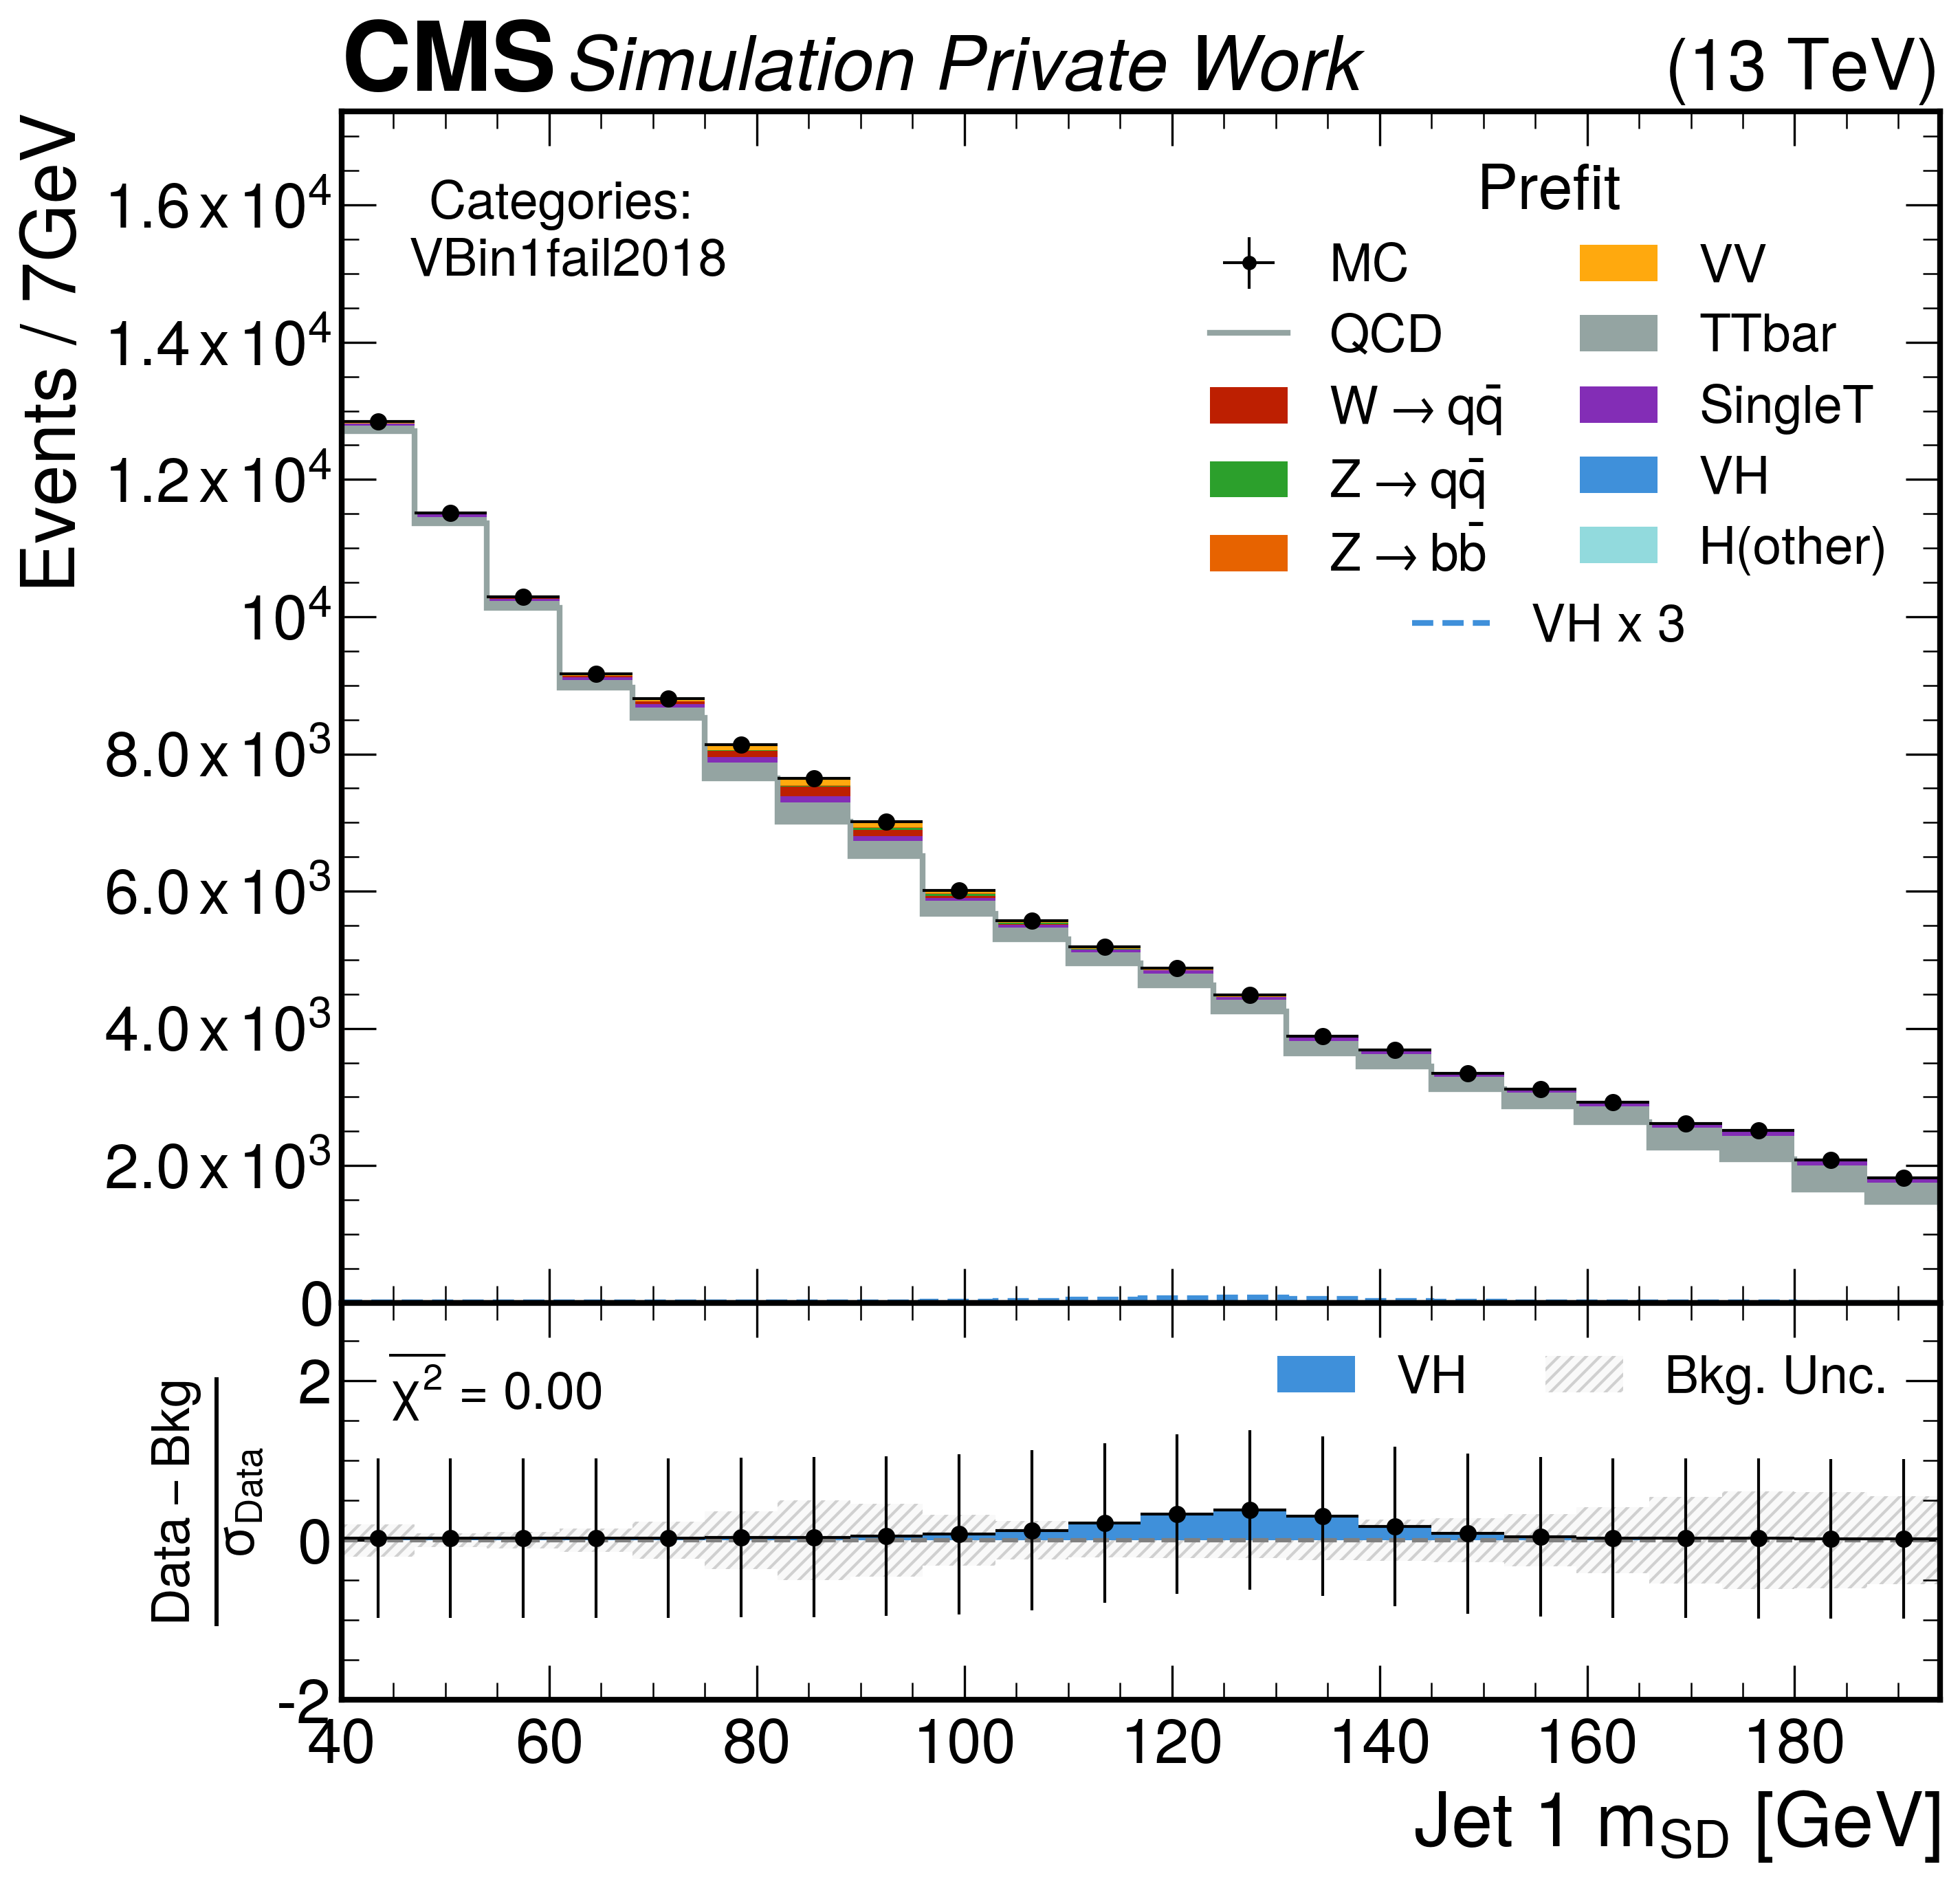 CMS Simulation Private Work (13 TeV)
Events / 7GeV
1.6 x 10⁴
1.4 x 10⁴
1.2 x 10⁴
10⁴
8.0 x 10³
6.0 x 10³
4.0 x 10³
2.0 x 10³
0
Categories:
VBin1fail2018
Prefit
MC
QCD
W → qq̄
Z → qq̄
Z → bb̄
VV
TTbar
SingleT
VH
H(other)
VH x 3
Data − Bkg
σ_Data
2
0
-2
χ̅²̅ = 0.00
VH
Bkg. Unc.
40 60 80 100 120 140 160 180
Jet 1 m_SD [GeV]